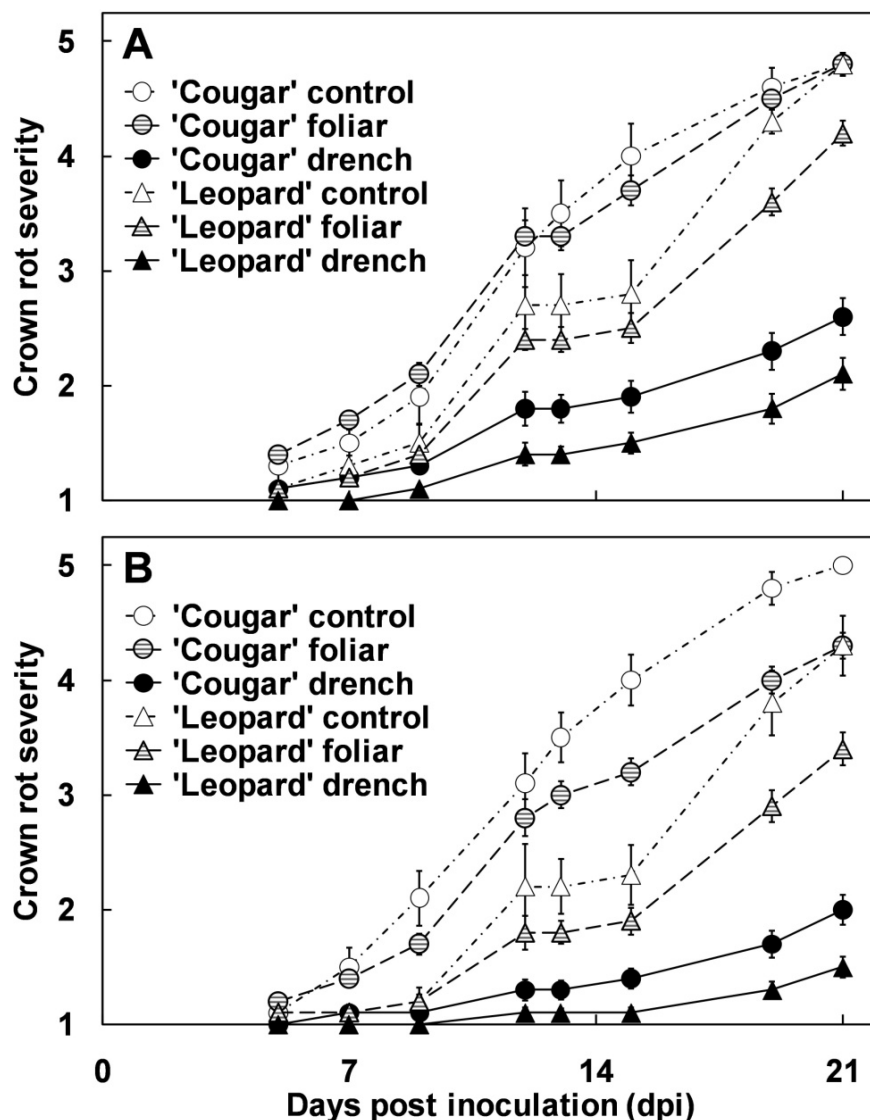 A
5
4
3
2
1
Crown rot severity
'Cougar' control
'Cougar' foliar
'Cougar' drench
'Leopard' control
'Leopard' foliar
'Leopard' drench
B
5
4
3
2
1
Crown rot severity
'Cougar' control
'Cougar' foliar
'Cougar' drench
'Leopard' control
'Leopard' foliar
'Leopard' drench
0 7 14 21
Days post inoculation (dpi)